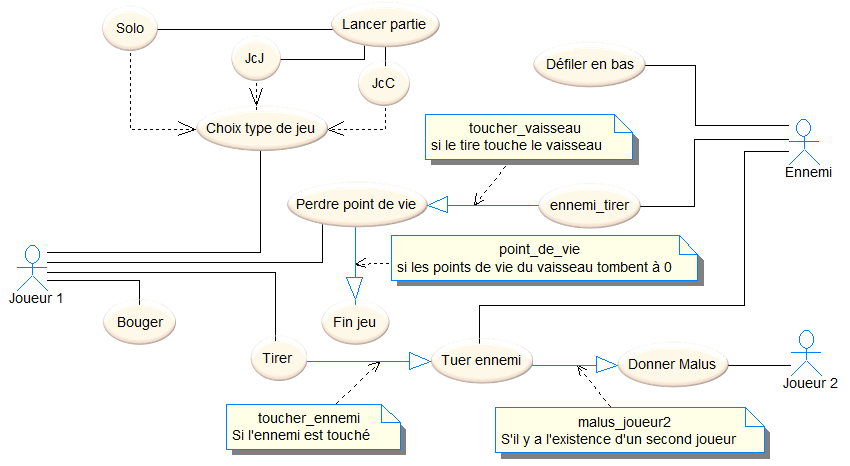 Solo
Lancer partie
JcJ
JcC
Défiler en bas
Choix type de jeu
toucher_vaisseau
si le tire touche le vaisseau
Ennemi
Perdre point de vie
ennemi_tirer
point_de_vie
si les points de vie du vaisseau tombent à 0
Joueur 1
Bouger
Fin jeu
Tirer
Tuer ennemi
Donner Malus
Joueur 2
toucher_ennemi
Si l'ennemi est touché
malus_joueur2
S'il y a l'existence d'un second joueur